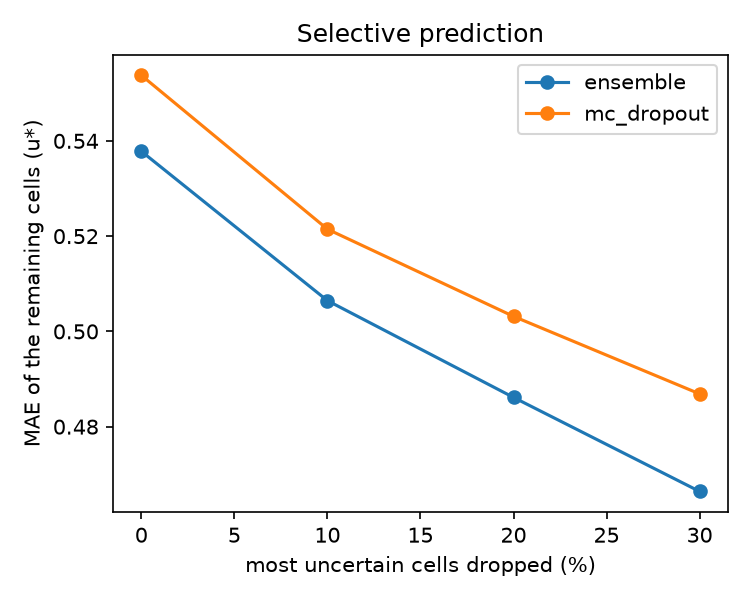 Selective prediction
ensemble
mc_dropout
MAE of the remaining cells (u*)
0.54
0.52
0.50
0.48
0 5 10 15 20 25 30
most uncertain cells dropped (%)